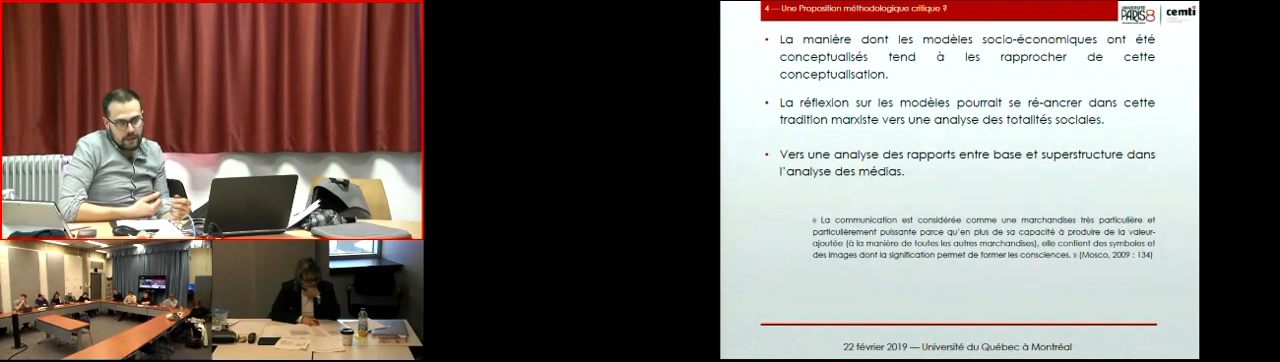 4 — Une Proposition méthodologique critique ?
UNIVERSITÉ
PARIS8
cemti
• La manière dont les modèles socio-économiques ont été
conceptualisés tend à les rapprocher de cette
conceptualisation.
• La réflexion sur les modèles pourrait se ré-ancrer dans cette
tradition marxiste vers une analyse des totalités sociales.
• Vers une analyse des rapports entre base et superstructure dans
l'analyse des médias.
« La communication est considérée comme une marchandises très particulière et
particulièrement puissante parce qu'en plus de sa capacité à produire de la valeur-
ajoutée (à la manière de toutes les autres marchandises), elle contient des symboles et
des images dont la signification permet de former les consciences. » (Mosco, 2009 : 134)
22 février 2019 — Université du Québec à Montréal